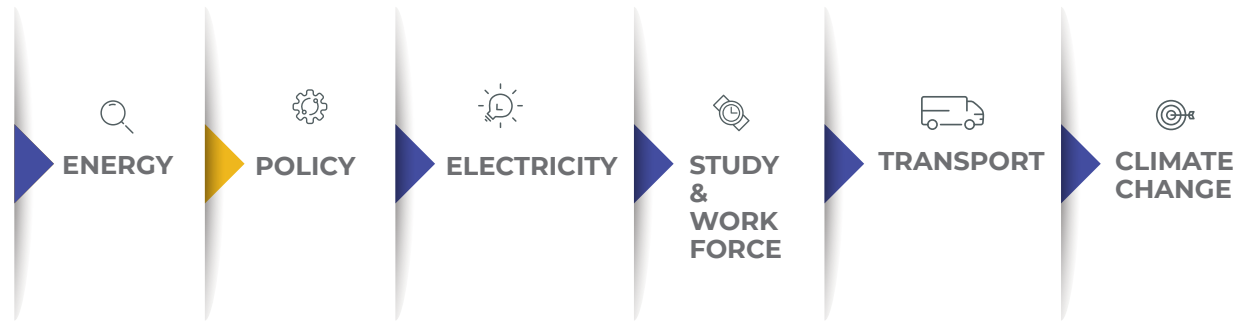 ENERGY
POLICY
ELECTRICITY
STUDY
&
WORK
FORCE
TRANSPORT
CLIMATE
CHANGE